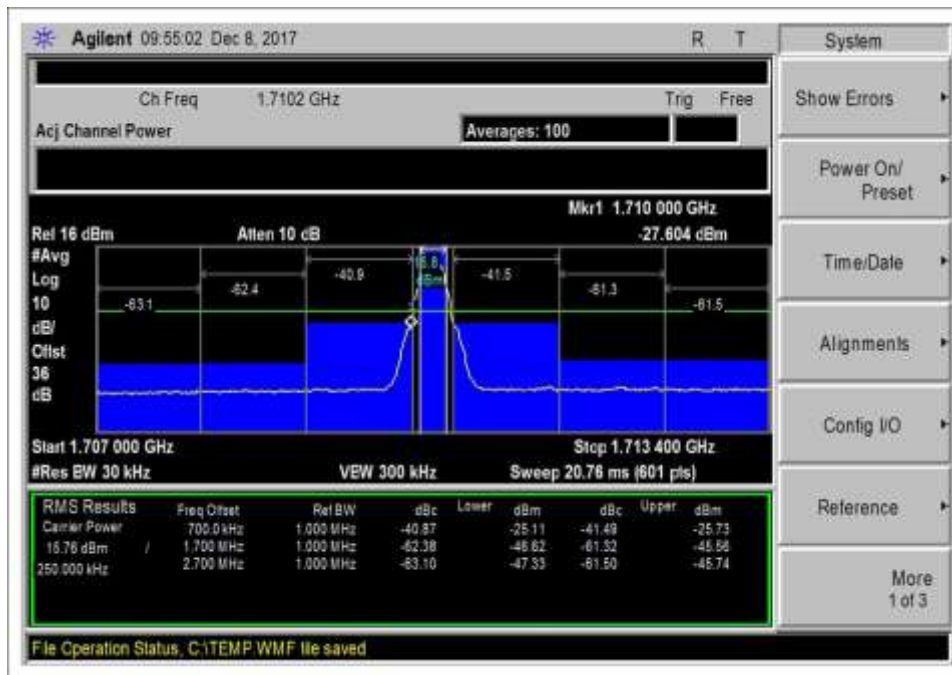 Agilent 09:55:02 Dec 8, 2017 R T
Ch Freq 1.7102 GHz Trig Free
Acj Channel Power Averages: 100
Mkr1 1.710 000 GHz
Rel 16 dBm Atten 10 dB -27.604 dBm
#Avg
Log
10
dB/
Offst
36
dB
-63.1 -62.4 -40.9 dBm -41.5 -61.3 -61.5
Start 1.707 000 GHz Stop 1.713 400 GHz
#Res BW 30 kHz VBW 300 kHz Sweep 20.76 ms (601 pts)
RMS Results Freq Offset Ref BW dBc Lower dBm dBc Upper dBm
Carrier Power 700.0 kHz 1.000 MHz -40.87 -25.11 -41.49 -25.73
15.76 dBm / 1.700 MHz 1.000 MHz -62.38 -46.62 -61.32 -45.56
250.000 kHz 2.700 MHz 1.000 MHz -63.10 -47.33 -61.50 -45.74
File Operation Status, C:\TEMP.WMF file saved
System
Show Errors
Power On/
Preset
Time/Date
Alignments
Config I/O
Reference
More
1 of 3